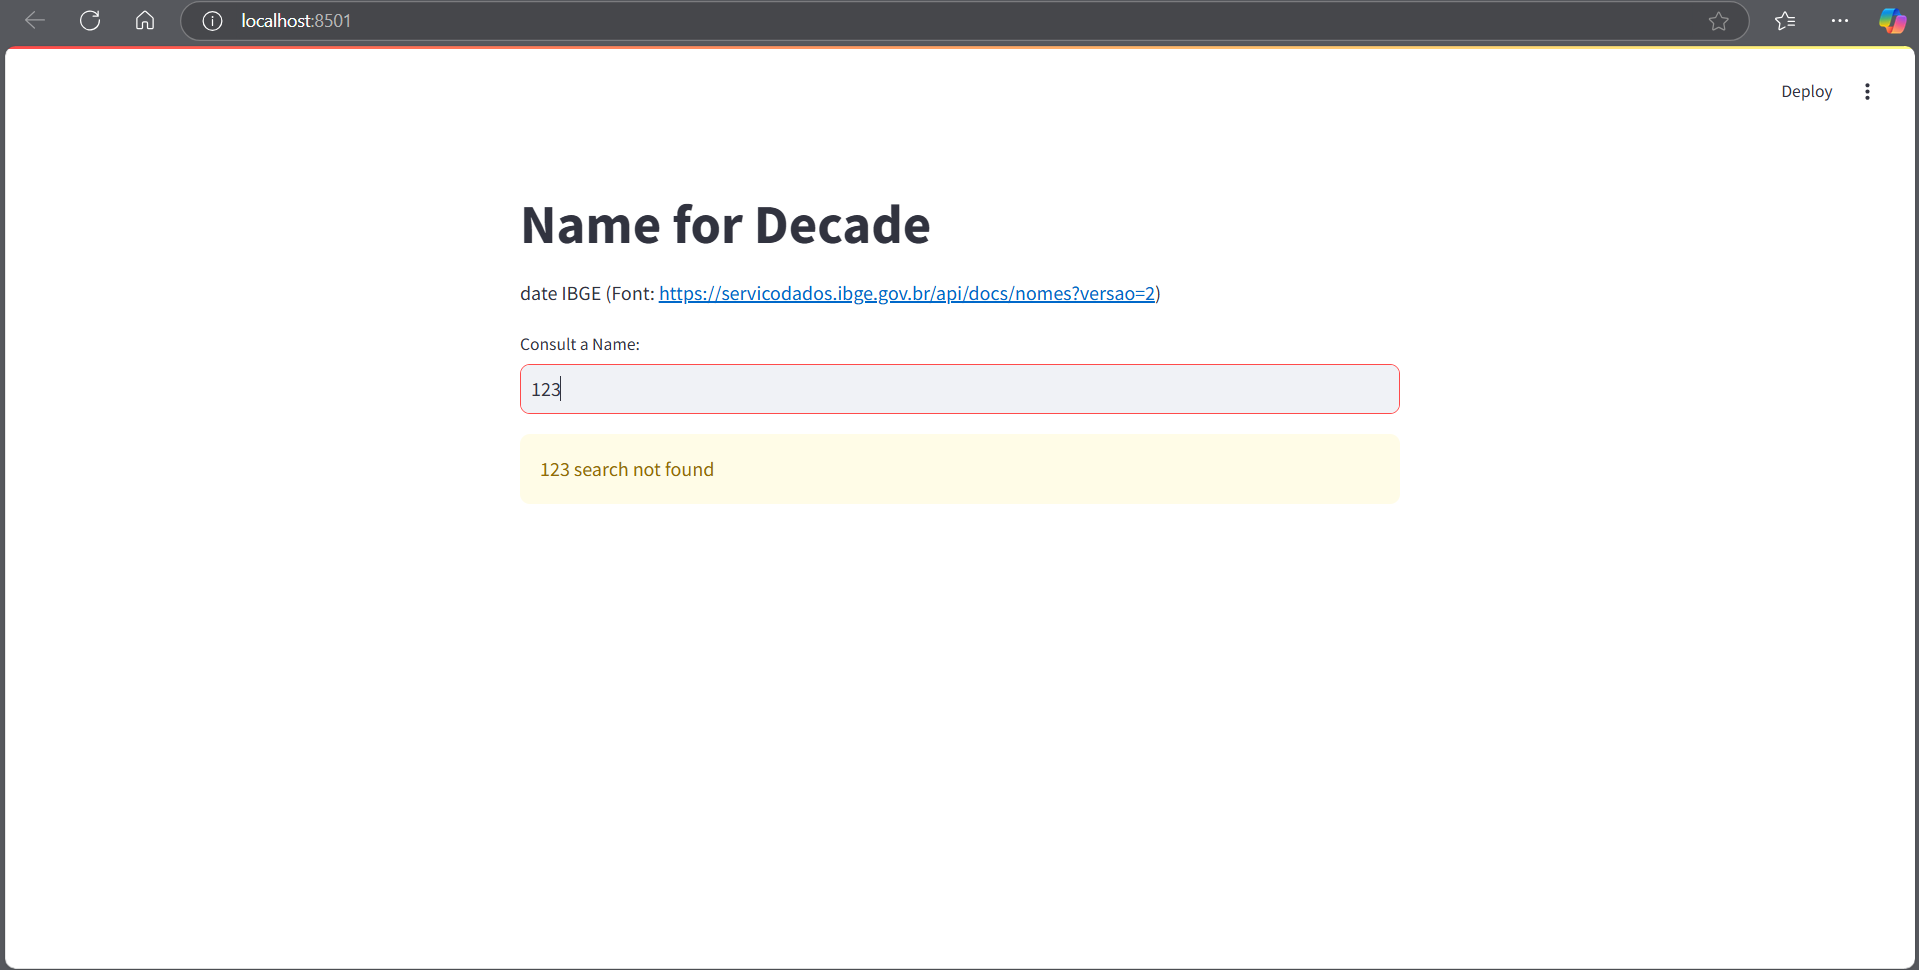 localhost:8501
Deploy
Name for Decade
date IBGE (Font: https://servicodados.ibge.gov.br/api/docs/nomes?versao=2)
Consult a Name:
123
123 search not found